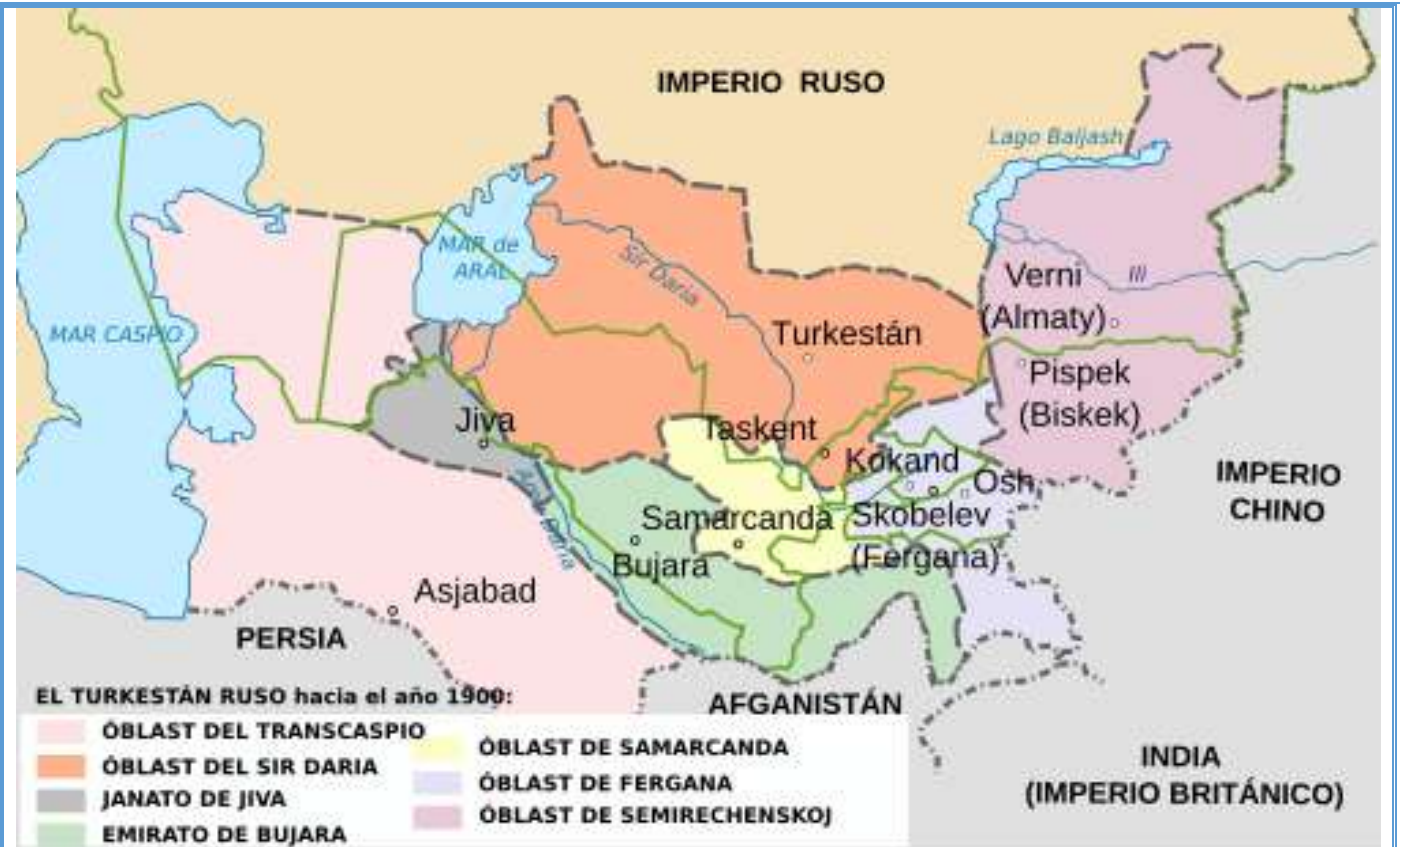 IMPERIO RUSO
Lago Baljash
MAR de
ARAL
Sir Daria
Verni
Ili
(Almaty)
MAR CASPIO
Turkestán
Pispek
(Biskek)
Jiva
Taskent
Kokand
Osh
IMPERIO
CHINO
Samarcanda
Skobelev
(Fergana)
Bujara
Asjabad
PERSIA
AFGANISTÁN
INDIA
(IMPERIO BRITÁNICO)
EL TURKESTÁN RUSO hacia el año 1900:
ÓBLAST DEL TRANSCASPIO
ÓBLAST DEL SIR DARIA
JANATO DE JIVA
EMIRATO DE BUJARA
ÓBLAST DE SAMARCANDA
ÓBLAST DE FERGANA
ÓBLAST DE SEMIRECHENSKOJ